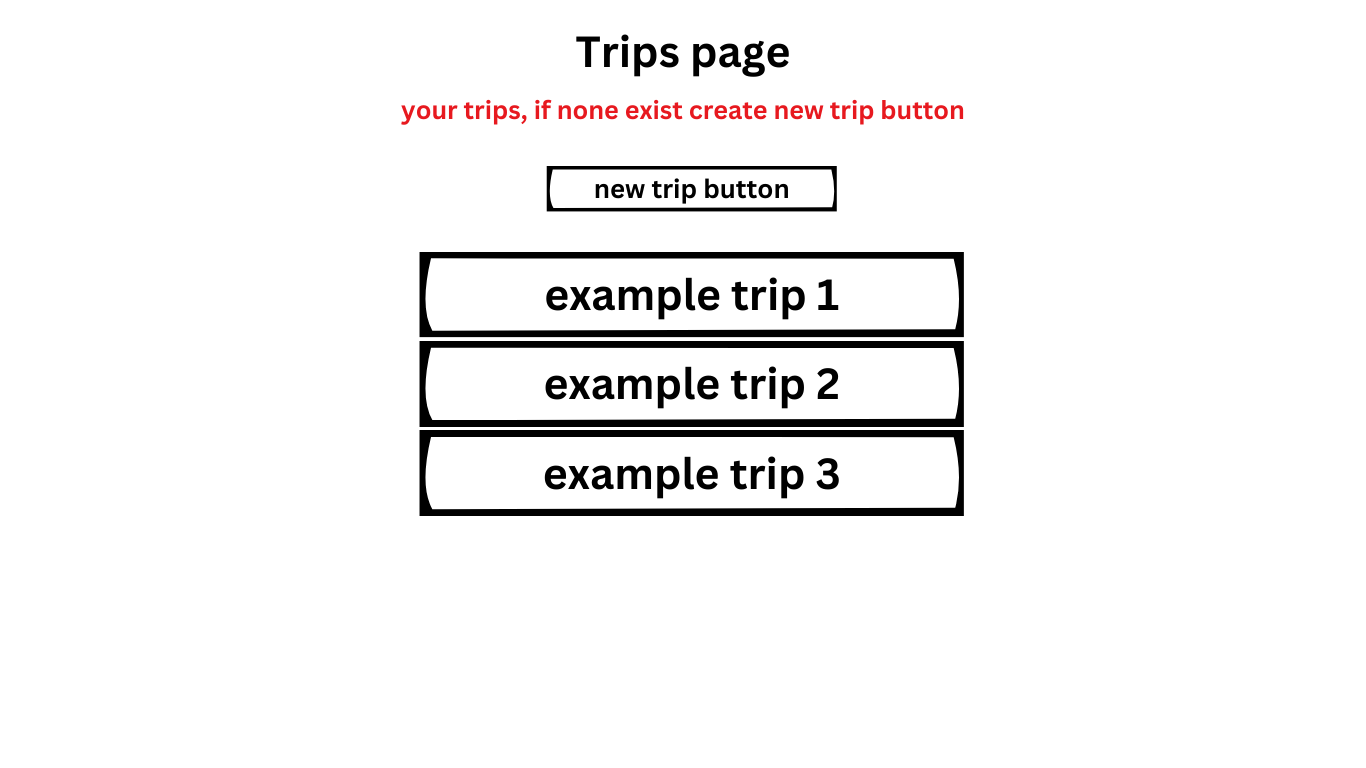 Trips page
your trips, if none exist create new trip button
new trip button
example trip 1
example trip 2
example trip 3